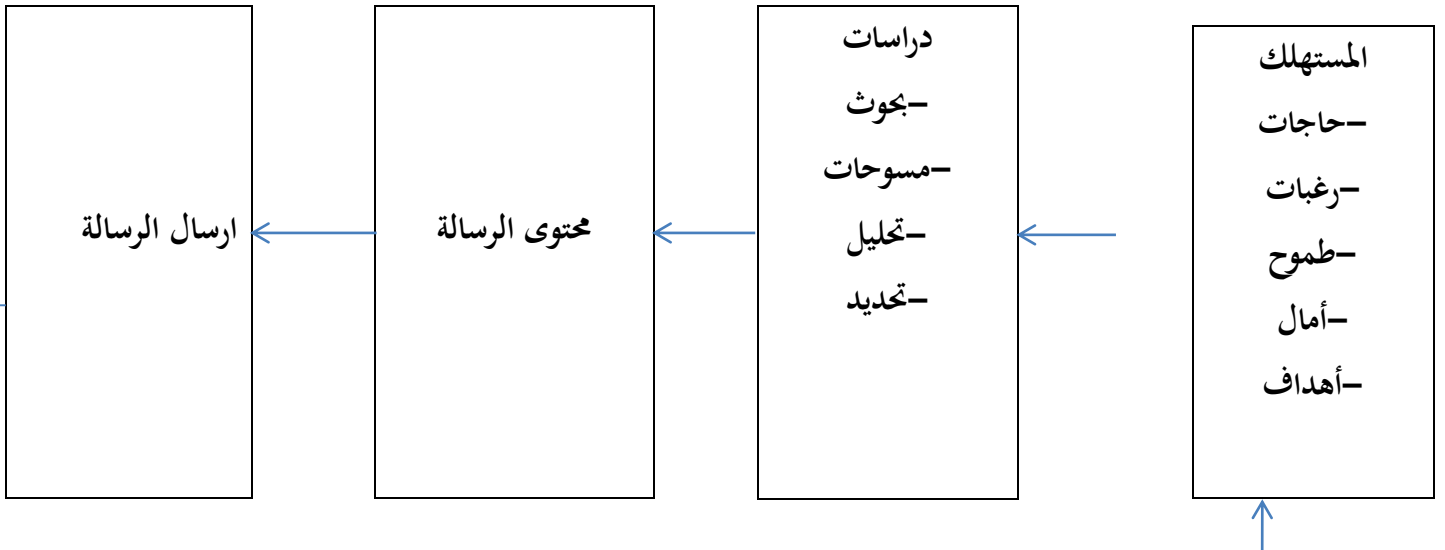 المستهلك
–حاجات
–رغبات
–طموح
–أمال
–أهداف
دراسات
–بحوث
–مسوحات
–تحليل
–تحديد
محتوى الرسالة
ارسال الرسالة